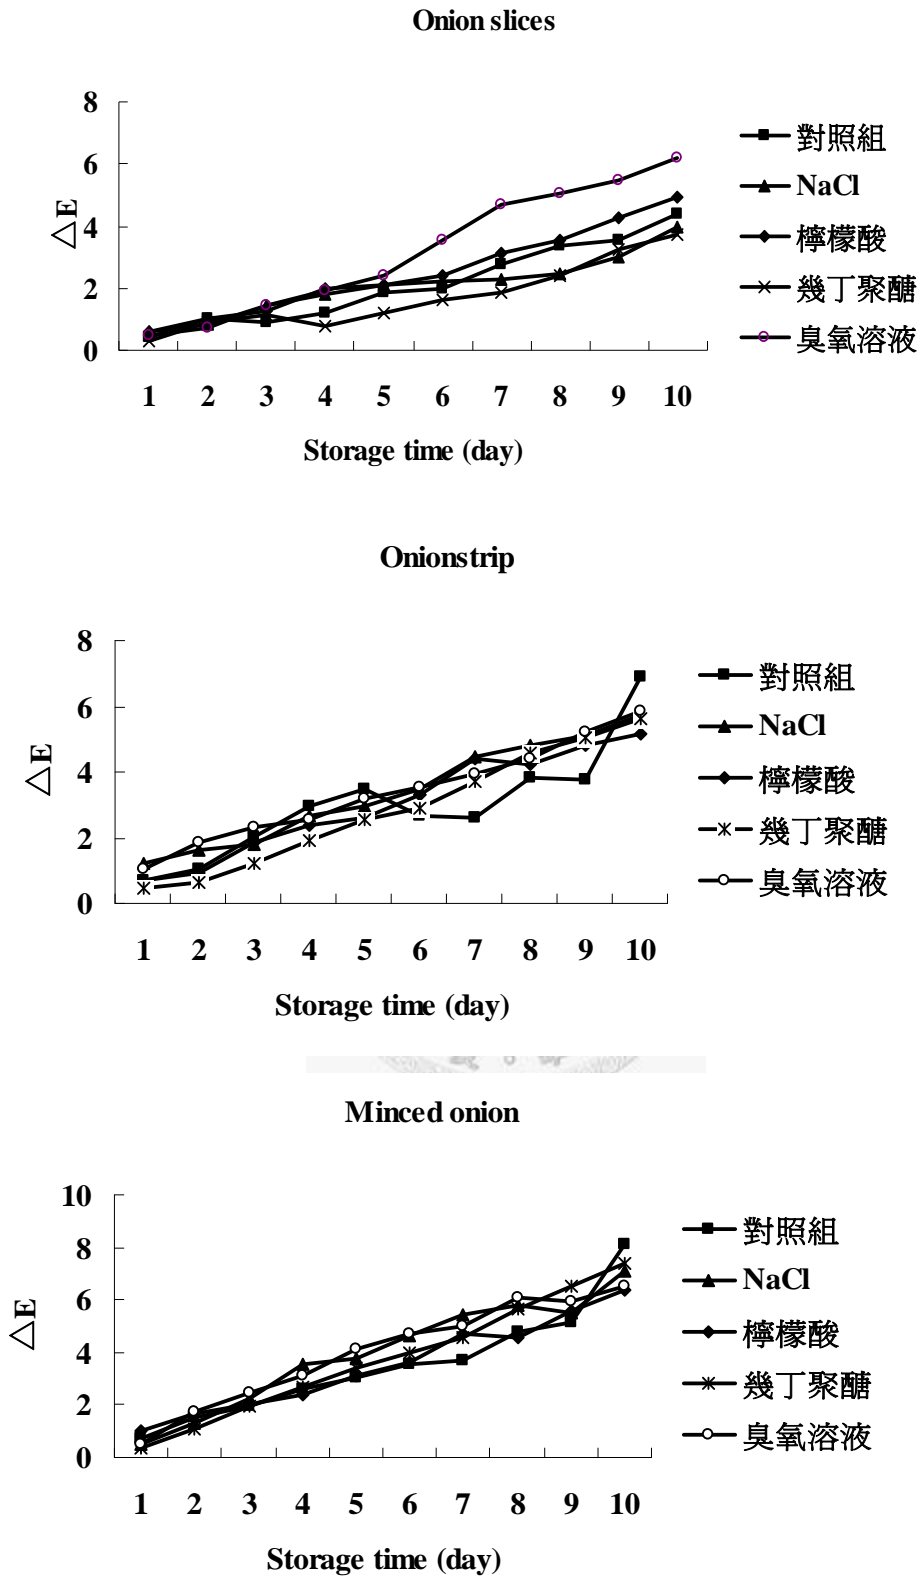 Onion slices
8
6
4
2
0
△E
1 2 3 4 5 6 7 8 9 10
Storage time (day)
對照組
NaCl
檸檬酸
幾丁聚醣
臭氧溶液
Onionstrip
8
6
4
2
0
△E
1 2 3 4 5 6 7 8 9 10
Storage time (day)
對照組
NaCl
檸檬酸
幾丁聚醣
臭氧溶液
Minced onion
10
8
6
4
2
0
△E
1 2 3 4 5 6 7 8 9 10
Storage time (day)
對照組
NaCl
檸檬酸
幾丁聚醣
臭氧溶液